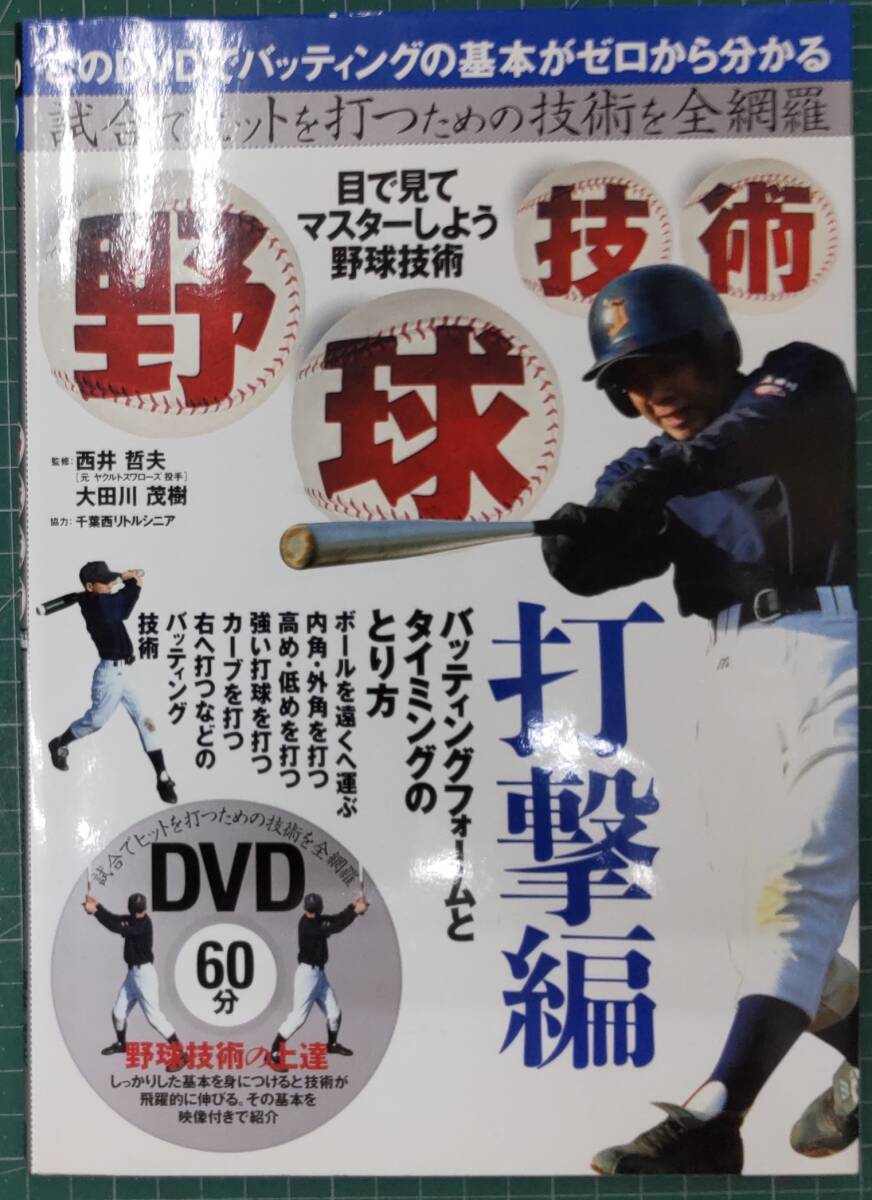 このDVDでバッティングの基本がゼロから分かる
試合でヒットを打つための技術を全網羅
目で見て
マスターしよう
野球技術
野球技術
監修：西井 哲夫
［元 ヤクルトスワローズ 投手］
大田川 茂樹
協力：千葉西リトルシニア
打撃編
バッティングフォームと
タイミングの
とり方
ボールを遠くへ運ぶ
内角・外角を打つ
高め・低めを打つ
強い打球を打つ
カーブを打つ
右へ打つなどの
バッティング
技術
試合でヒットを打つための技術を全網羅
DVD
60
分
野球技術の上達
しっかりした基本を身につけると技術が
飛躍的に伸びる。その基本を
映像付きで紹介